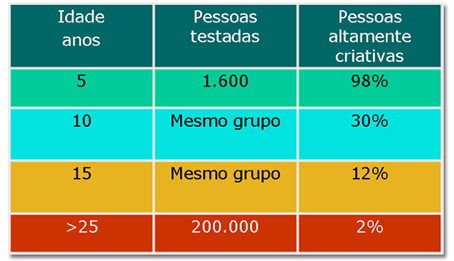 Idade
anos
Pessoas
testadas
Pessoas
altamente
criativas
5
1.600
98%
10
Mesmo grupo
30%
15
Mesmo grupo
12%
>25
200.000
2%